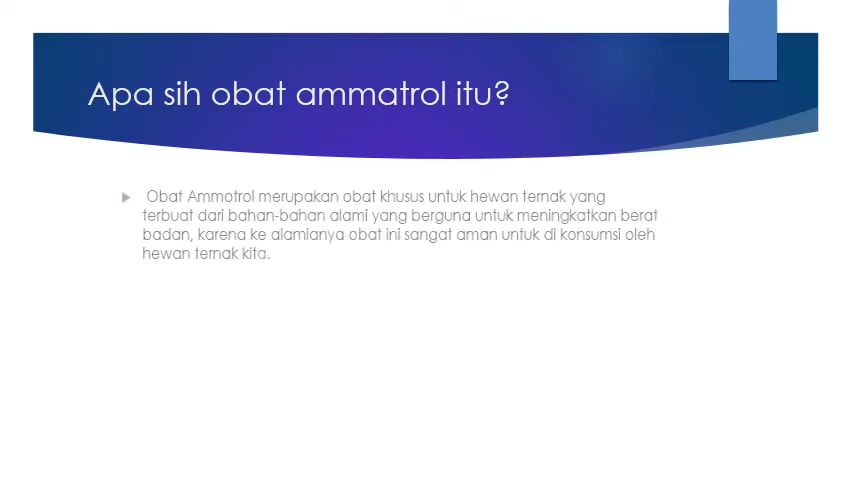 Apa sih obat ammatrol itu?
Obat Ammotrol merupakan obat khusus untuk hewan ternak yang
terbuat dari bahan-bahan alami yang berguna untuk meningkatkan berat
badan, karena ke alamianya obat ini sangat aman untuk di konsumsi oleh
hewan ternak kita.